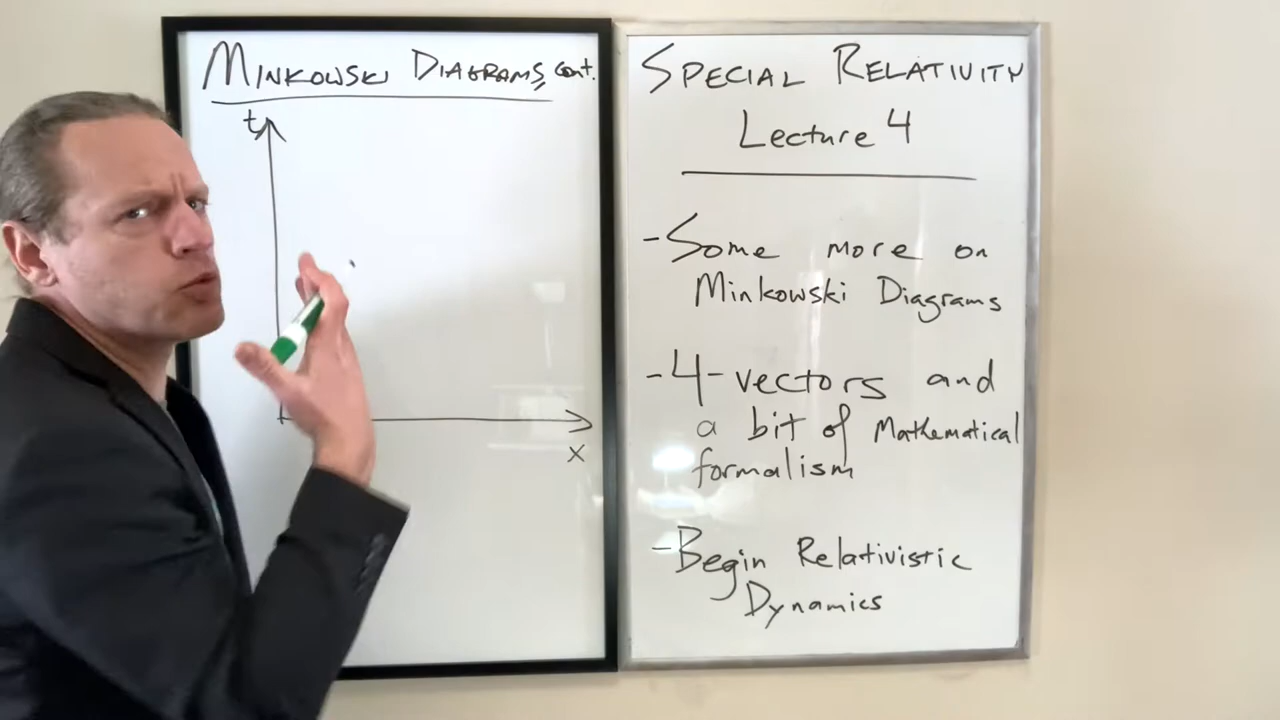 MINKOWSKI DIAGRAMS, cont.
t
x
SPECIAL RELATIVITY
Lecture 4
- Some more on
Minkowski Diagrams
- 4-vectors and
a bit of Mathematical
formalism
- Begin Relativistic
Dynamics